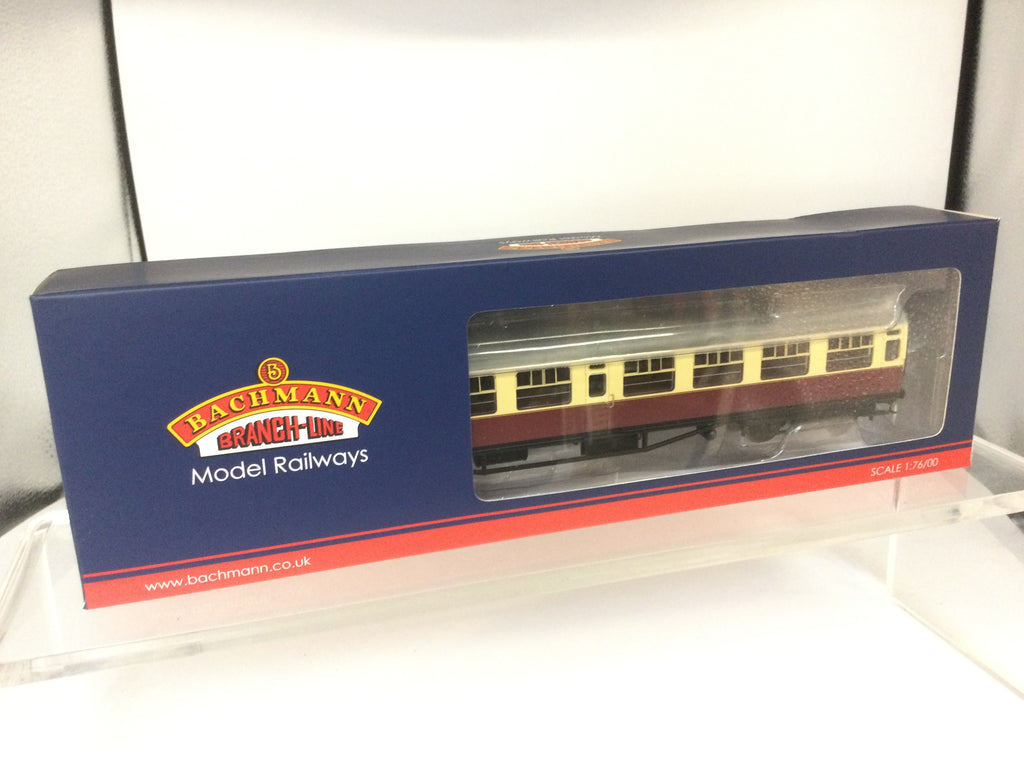 B
BACHMANN
BRANCH-LINE
Model Railways
www.bachmann.co.uk
SCALE 1:76/00